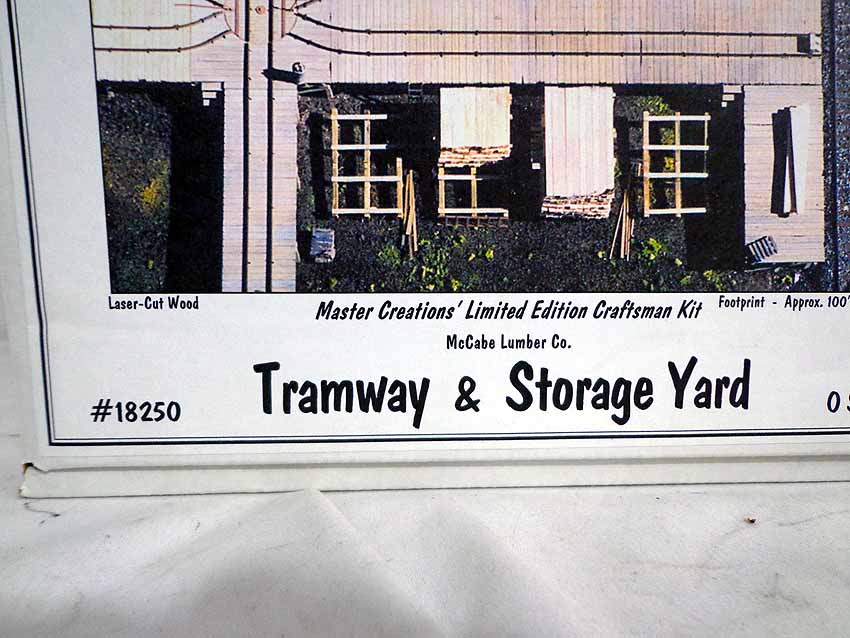 Laser-Cut Wood
Master Creations' Limited Edition Craftsman Kit
Footprint - Approx. 100'
McCabe Lumber Co.
Tramway & Storage Yard
#18250
O S